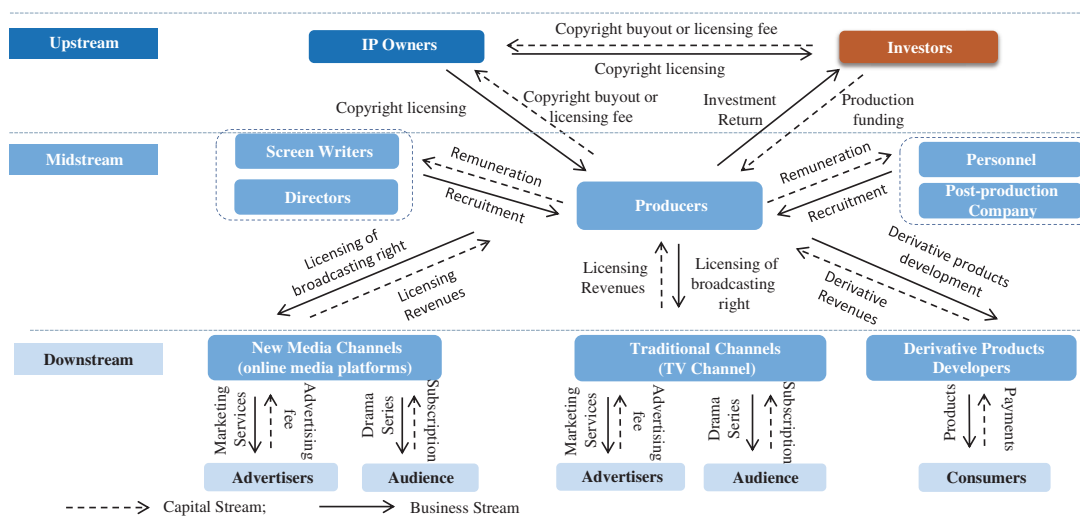 Upstream
IP Owners
Copyright buyout or licensing fee
Copyright licensing
Investors
Copyright licensing
Copyright buyout or
licensing fee
Investment
Return
Production
funding
Midstream
Screen Writers
Directors
Remuneration
Recruitment
Producers
Remuneration
Recruitment
Personnel
Post-production
Company
Licensing of
broadcasting right
Licensing
Revenues
Licensing
Revenues
Licensing of
broadcasting right
Derivative products
development
Derivative
Revenues
Downstream
New Media Channels
(online media platforms)
Traditional Channels
(TV Channel)
Derivative Products
Developers
Marketing
Services
Advertising
fee
Drama
Series
Subscription
Marketing
Services
Advertising
fee
Drama
Series
Subscription
Products
Payments
Advertisers
Audience
Advertisers
Audience
Consumers
Capital Stream;
Business Stream